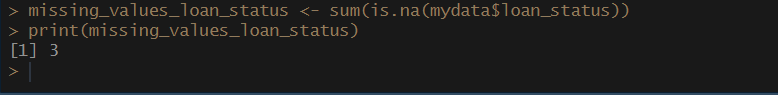 > missing_values_loan_status <- sum(is.na(mydata$loan_status))
> print(missing_values_loan_status)
[1] 3
>